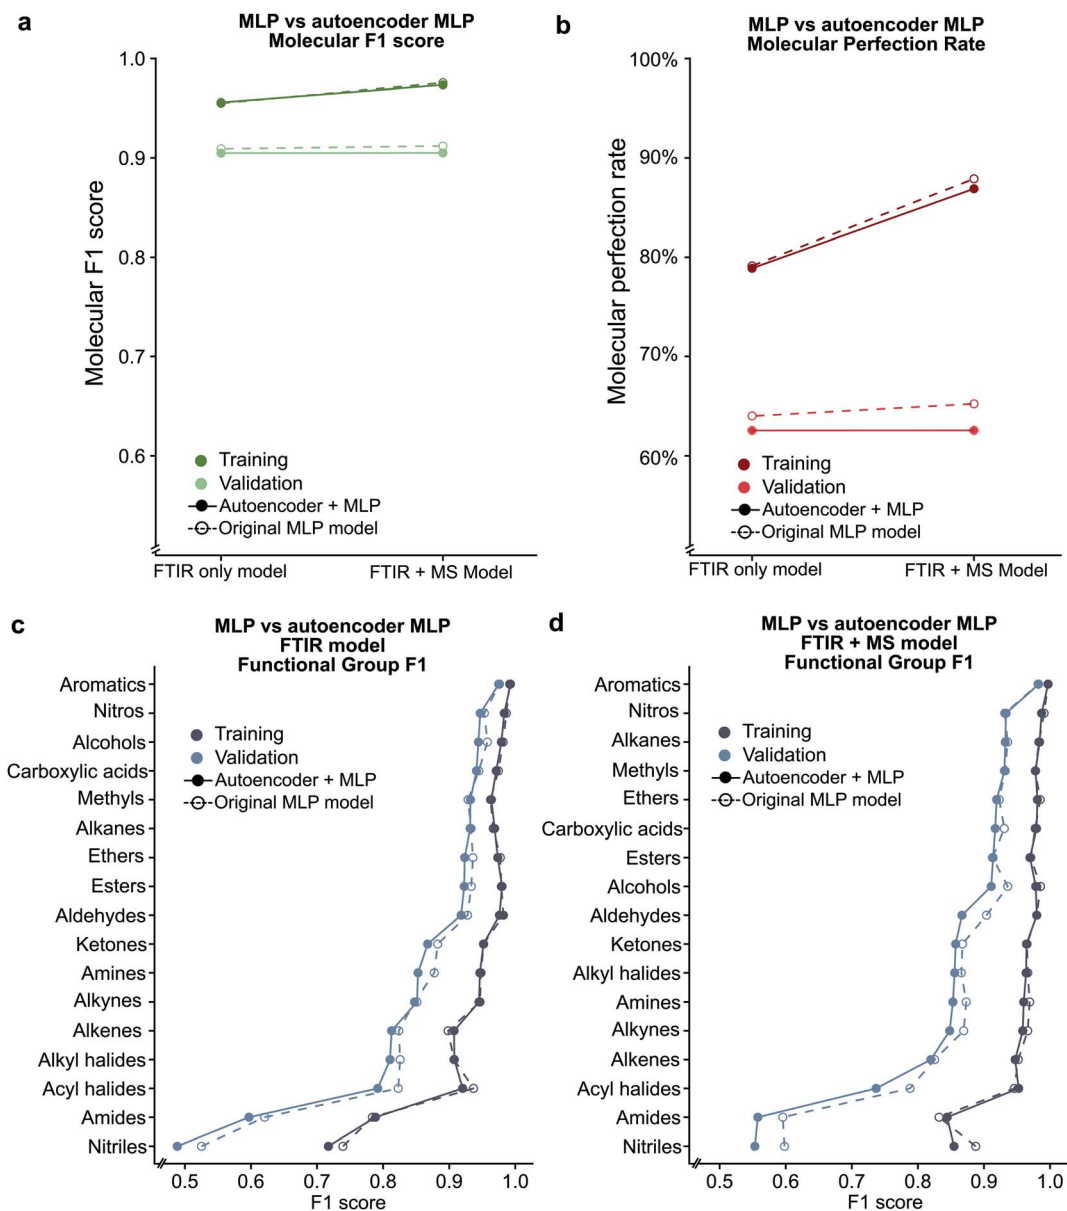 a
MLP vs autoencoder MLP
Molecular F1 score
Molecular F1 score
1.0
0.9
0.8
0.7
0.6
Training
Validation
Autoencoder + MLP
Original MLP model
FTIR only model
FTIR + MS Model
b
MLP vs autoencoder MLP
Molecular Perfection Rate
Molecular perfection rate
100%
90%
80%
70%
60%
Training
Validation
Autoencoder + MLP
Original MLP model
FTIR only model
FTIR + MS Model
c
MLP vs autoencoder MLP
FTIR model
Functional Group F1
Aromatics
Nitros
Alcohols
Carboxylic acids
Methyls
Alkanes
Ethers
Esters
Aldehydes
Ketones
Amines
Alkynes
Alkenes
Alkyl halides
Acyl halides
Amides
Nitriles
Training
Validation
Autoencoder + MLP
Original MLP model
0.5
0.6
0.7
0.8
0.9
1.0
F1 score
d
MLP vs autoencoder MLP
FTIR + MS model
Functional Group F1
Aromatics
Nitros
Alkanes
Methyls
Ethers
Carboxylic acids
Esters
Alcohols
Aldehydes
Ketones
Alkyl halides
Amines
Alkynes
Alkenes
Acyl halides
Amides
Nitriles
Training
Validation
Autoencoder + MLP
Original MLP model
0.5
0.6
0.7
0.8
0.9
1.0
F1 score